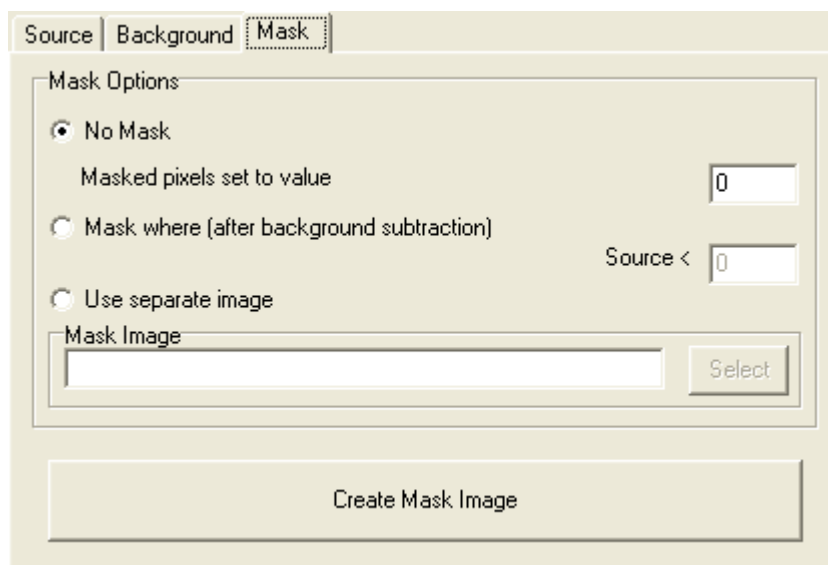 Source Background Mask
Mask Options
No Mask
Masked pixels set to value 0
Mask where (after background subtraction)
Source < 0
Use separate image
Mask Image
Select
Create Mask Image